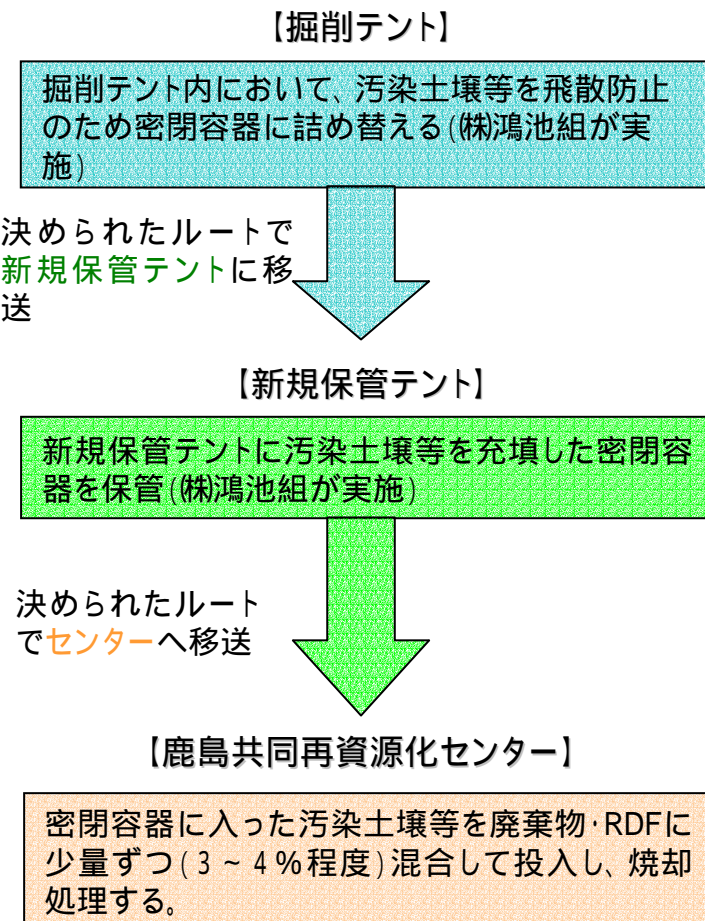 【掘削テント】
掘削テント内において、汚染土壌等を飛散防止
のため密閉容器に詰め替える(㈱鴻池組が実
施)
決められたルートで
新規保管テントに移
送
【新規保管テント】
新規保管テントに汚染土壌等を充填した密閉容
器を保管(㈱鴻池組が実施)
決められたルート
でセンターへ移送
【鹿島共同再資源化センター】
密閉容器に入った汚染土壌等を廃棄物・RDFに
少量ずつ(3~4%程度)混合して投入し、焼却
処理する。